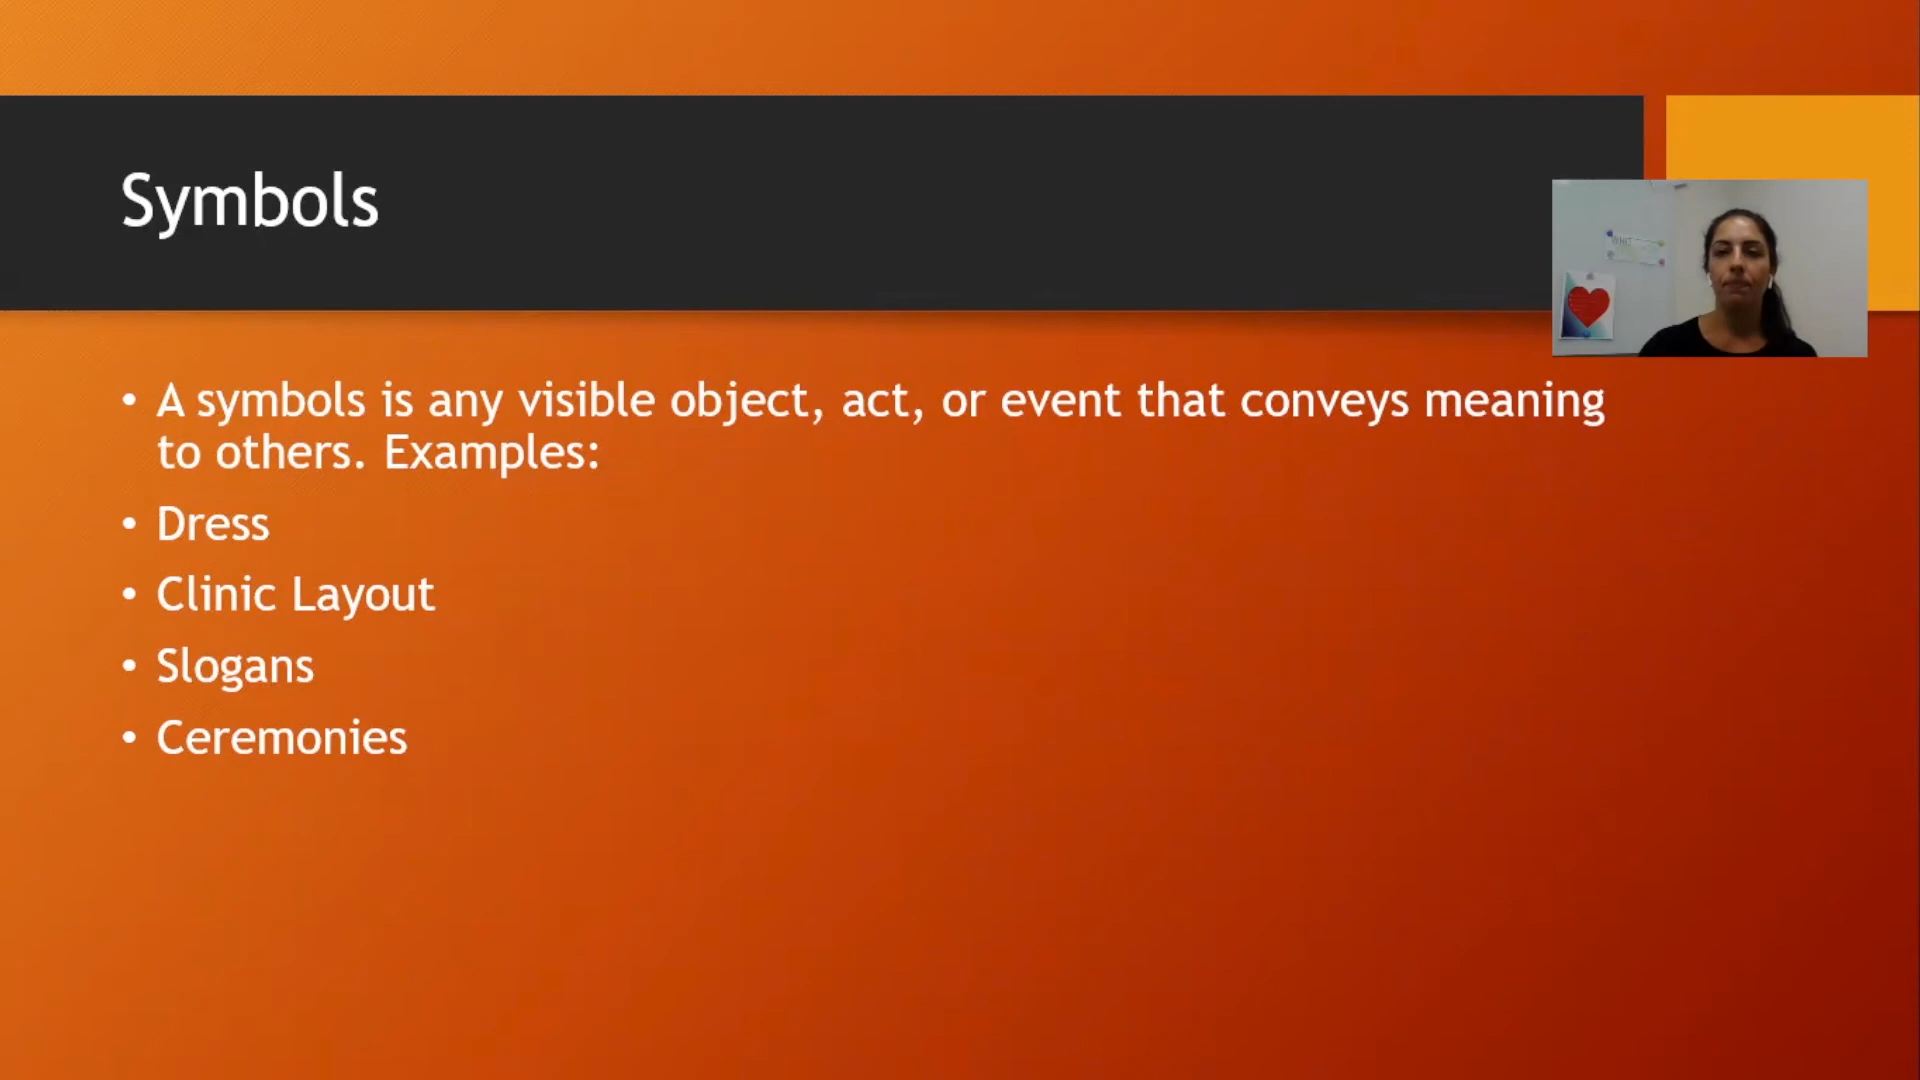 Symbols
• A symbols is any visible object, act, or event that conveys meaning
to others. Examples:
• Dress
• Clinic Layout
• Slogans
• Ceremonies